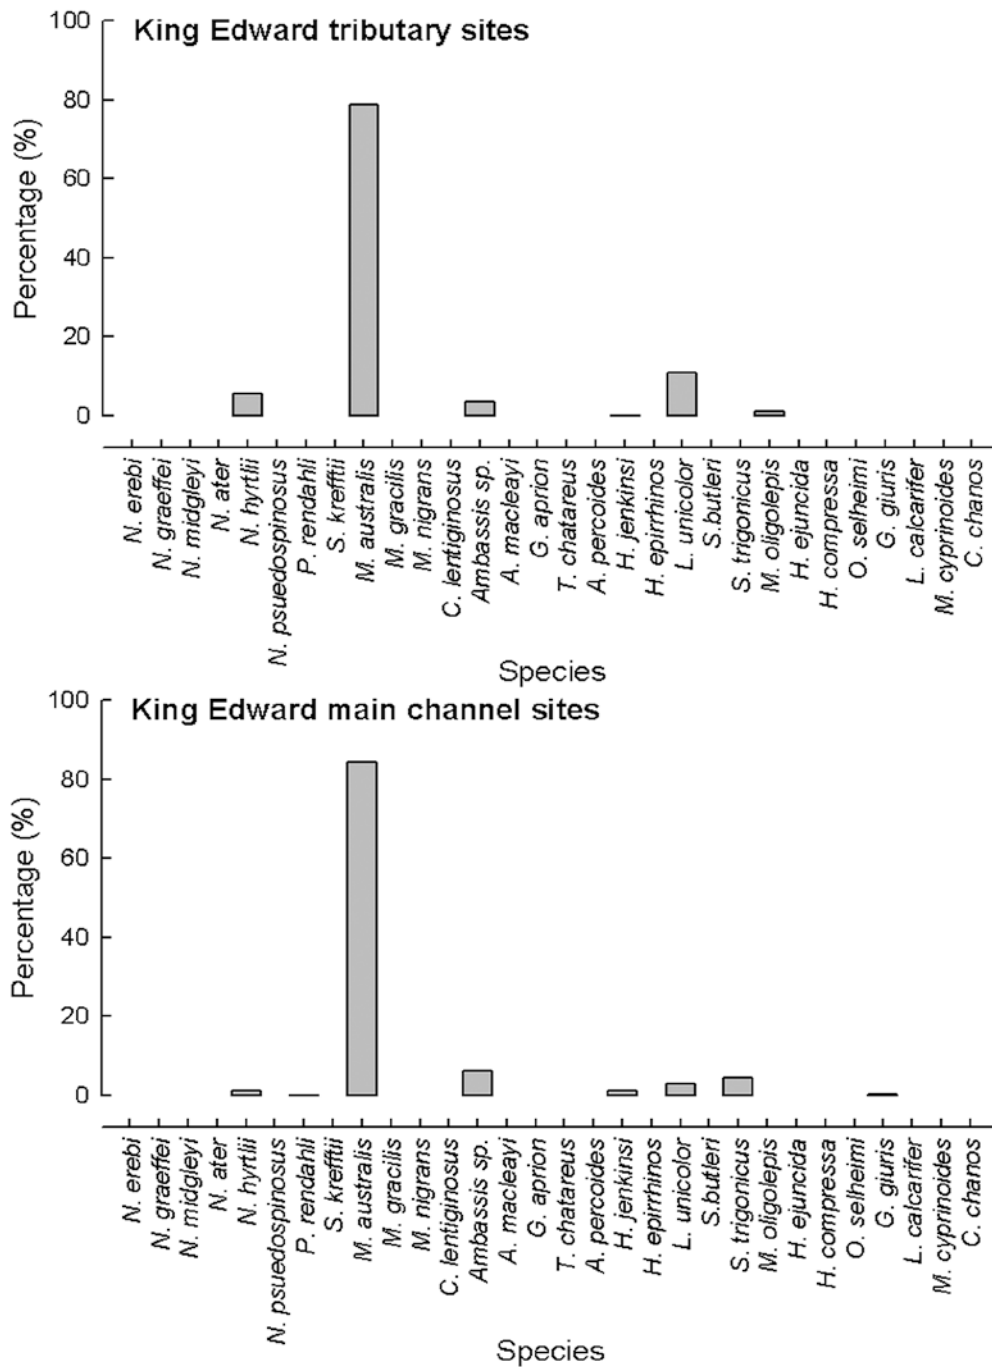 King Edward tributary sites
Percentage (%)
100
80
60
40
20
0
N. erebi
N. graeffei
N. midgleyi
N. ater
N. hyrtlii
N. psuedospinosus
P. rendahli
S. krefftii
M. australis
M. gracilis
M. nigrans
C. lentiginosus
Ambassis sp.
A. macleayi
G. aprion
T. chatareus
A. percoides
H. jenkinsi
H. epirrhinos
L. unicolor
S.butleri
S. trigonicus
M. oligolepis
H. ejuncida
H. compressa
O. selheimi
G. giuris
L. calcarifer
M. cyprinoides
C. chanos
Species
King Edward main channel sites
Percentage (%)
100
80
60
40
20
0
N. erebi
N. graeffei
N. midgleyi
N. ater
N. hyrtlii
N. psuedospinosus
P. rendahli
S. krefftii
M. australis
M. gracilis
M. nigrans
C. lentiginosus
Ambassis sp.
A. macleayi
G. aprion
T. chatareus
A. percoides
H. jenkinsi
H. epirrhinos
L. unicolor
S.butleri
S. trigonicus
M. oligolepis
H. ejuncida
H. compressa
O. selheimi
G. giuris
L. calcarifer
M. cyprinoides
C. chanos
Species